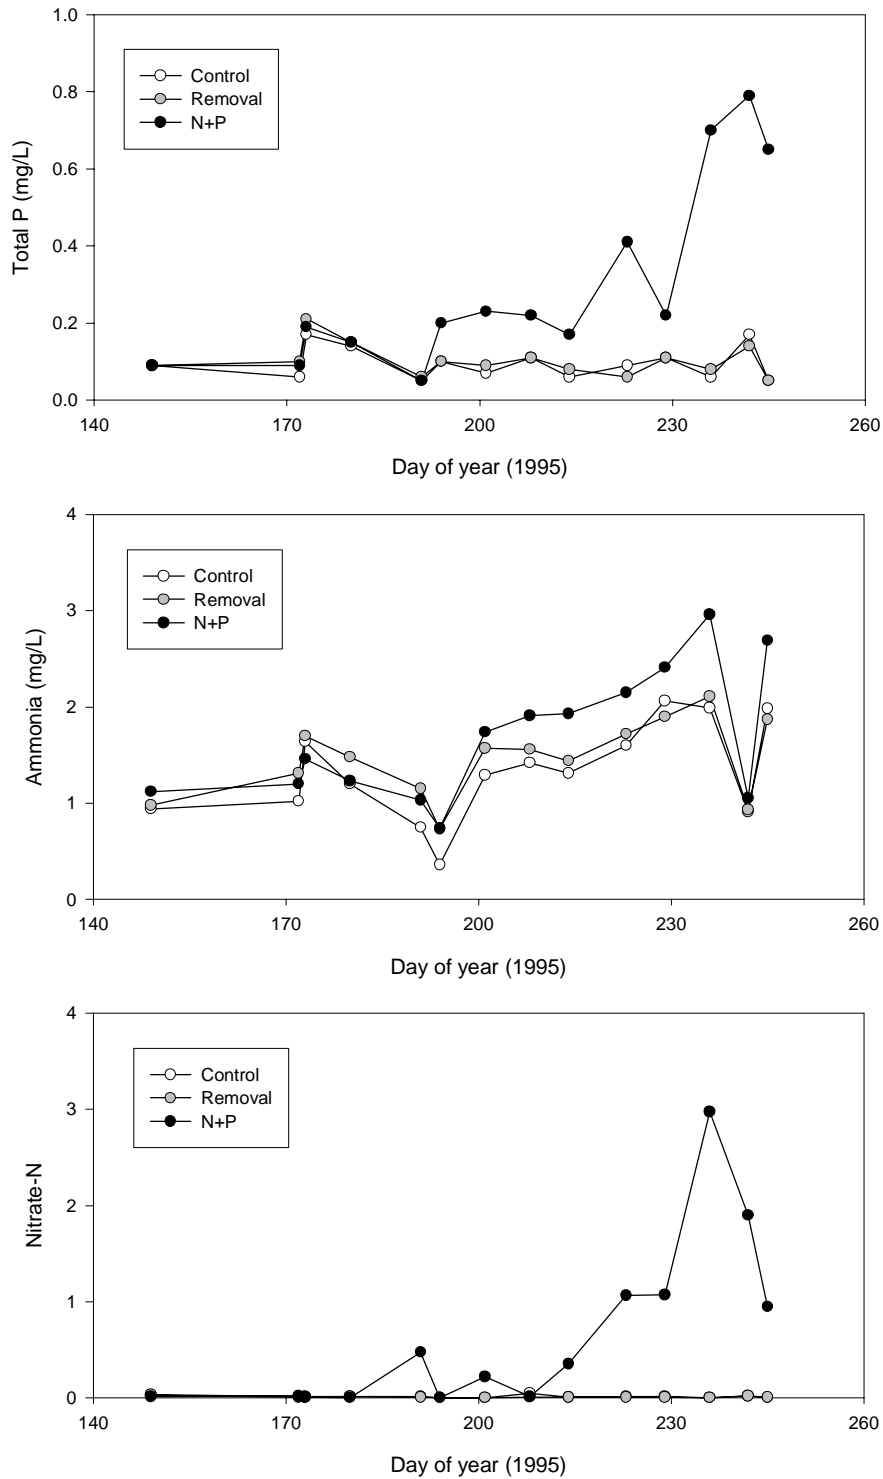 1.0
0.8
0.6
0.4
0.2
0.0
Total P (mg/L)
Control
Removal
N+P
140 170 200 230 260
Day of year (1995)
4
3
2
1
0
Ammonia (mg/L)
Control
Removal
N+P
140 170 200 230 260
Day of year (1995)
4
3
2
1
0
Nitrate-N
Control
Removal
N+P
140 170 200 230 260
Day of year (1995)